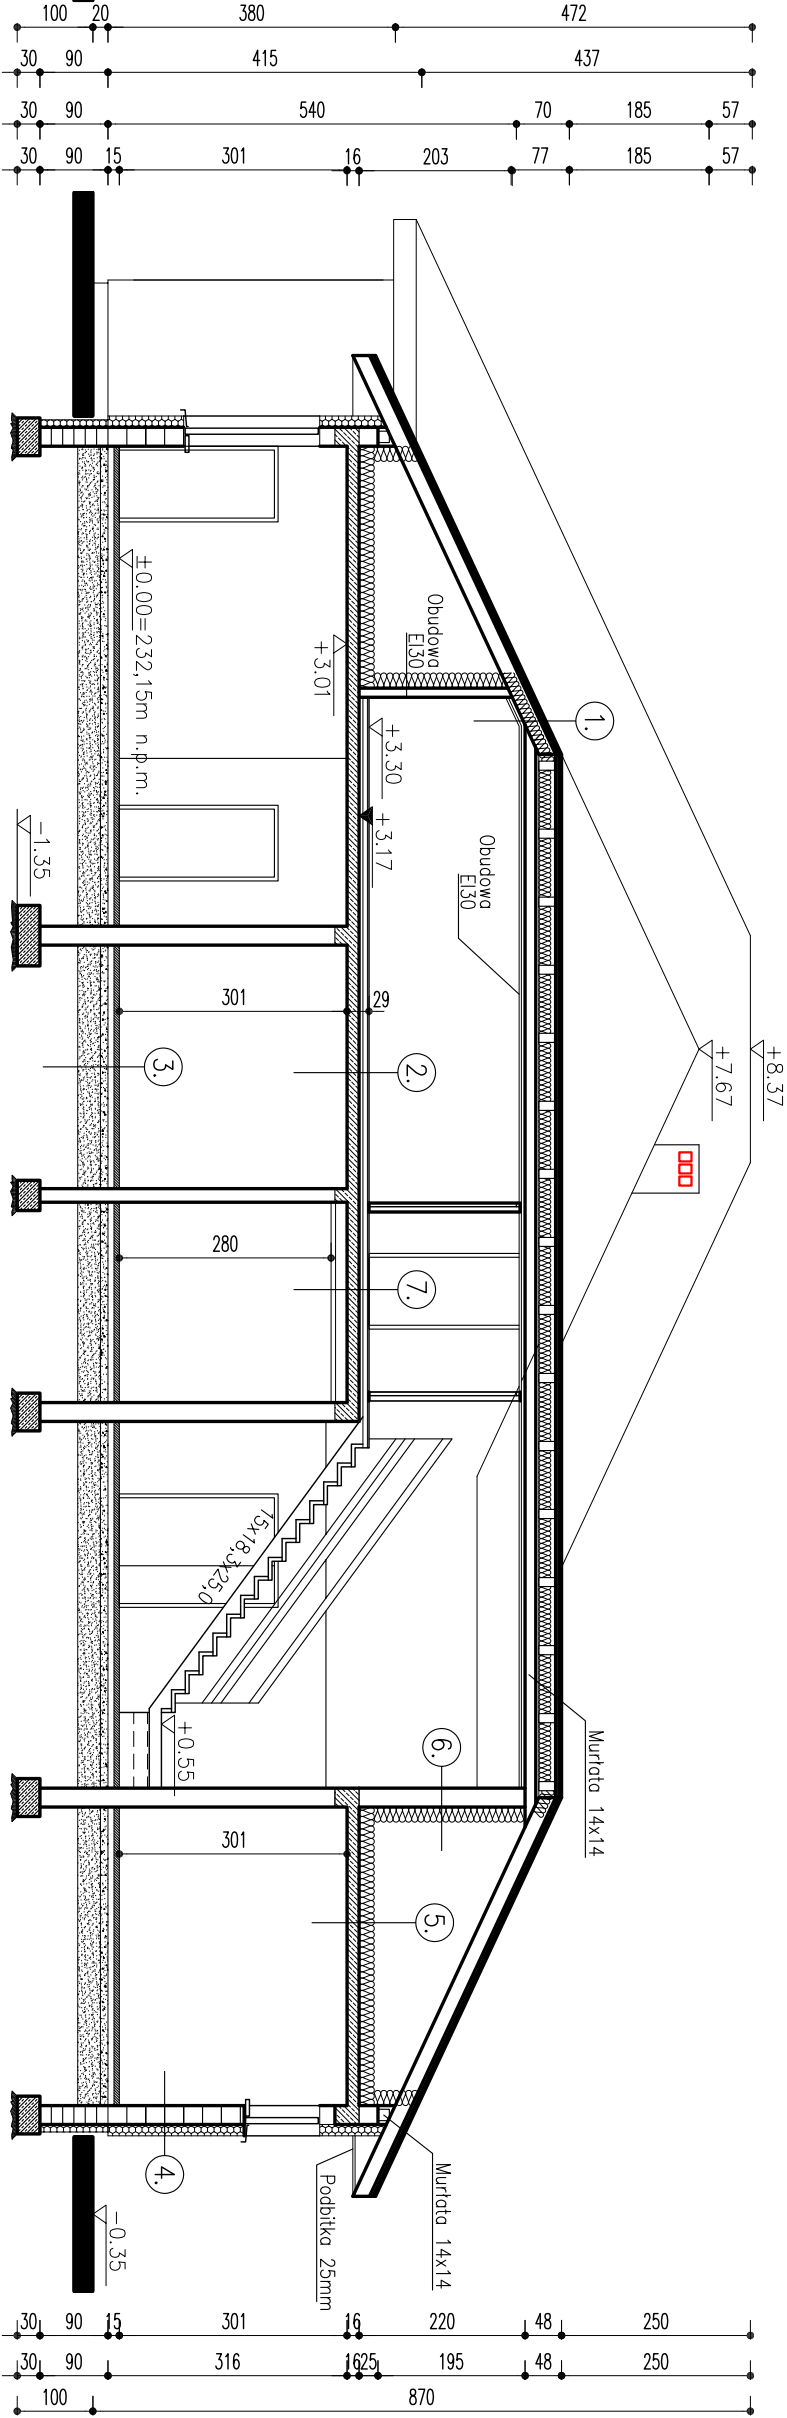 100 20 380 472
30 90 415 437
30 90 540 70 185 57
30 90 15 301 16 203 77 185 57
±0.00=232,15m n.p.m.
+3.01
Obudowa
EI30
1.
+3.30
+3.17
-1.35
Obudowa
EI30
301
29
3.
2.
+7.67
+8.37
280
7.
15x18,3x25,0
+0.55
6.
Murłata 14x14
301
5.
4.
Podbitka 25mm
Murłata 14x14
-0.35
30 90 15 301 16 220 48 250
30 90 316 16 25 195 48 250
100 870